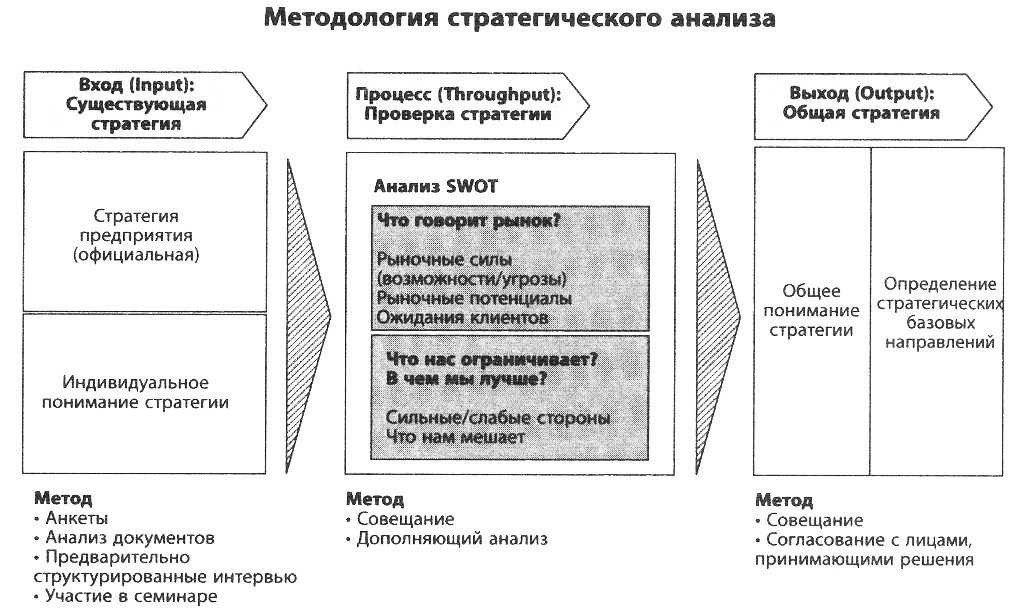 Методология стратегического анализа
Вход (Input):
Существующая
стратегия
Стратегия
предприятия
(официальная)
Индивидуальное
понимание стратегии
Метод
• Анкеты
• Анализ документов
• Предварительно
структурированные интервью
• Участие в семинаре
Процесс (Throughput):
Проверка стратегии
Анализ SWOT
Что говорит рынок?
Рыночные силы
(возможности/угрозы)
Рыночные потенциалы
Ожидания клиентов
Что нас ограничивает?
В чем мы лучше?
Сильные/слабые стороны
Что нам мешает
Метод
• Совещание
• Дополняющий анализ
Выход (Output):
Общая стратегия
Общее
понимание
стратегии
Определение
стратегических
базовых
направлений
Метод
• Совещание
• Согласование с лицами,
принимающими решения